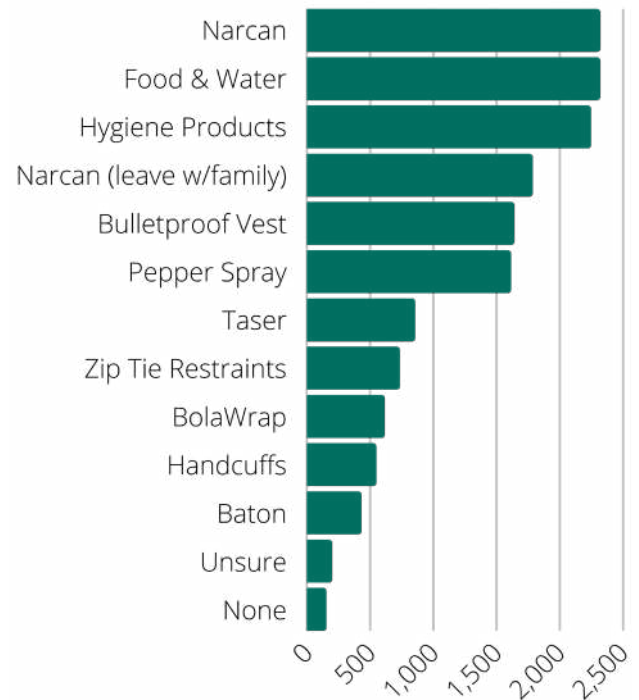 Narcan
Food & Water
Hygiene Products
Narcan (leave w/family)
Bulletproof Vest
Pepper Spray
Taser
Zip Tie Restraints
BolaWrap
Handcuffs
Baton
Unsure
None
0
500
1,000
1,500
2,000
2,500